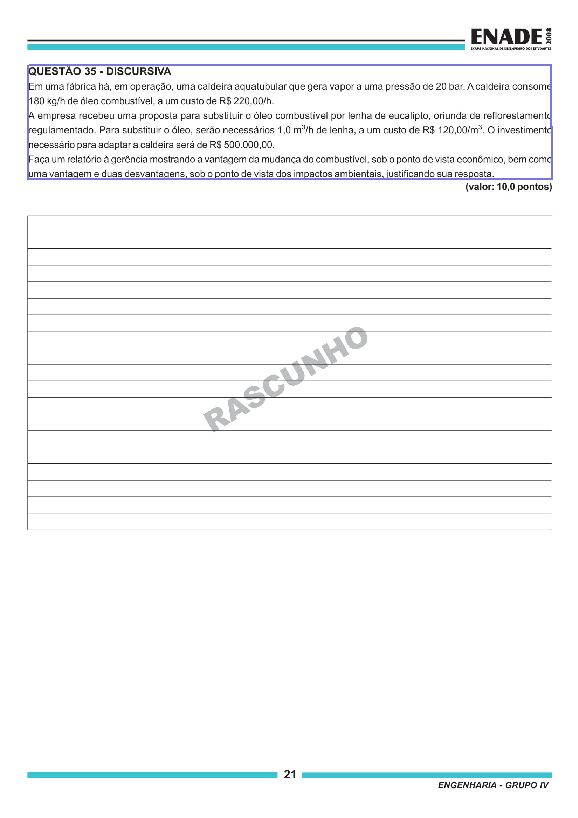 ENADE 2008
EXAME NACIONAL DE DESEMPENHO DOS ESTUDANTES
QUESTÃO 35 - DISCURSIVA
Em uma fábrica há, em operação, uma caldeira aquatubular que gera vapor a uma pressão de 20 bar. A caldeira consome
180 kg/h de óleo combustível, a um custo de R$ 220,00/h.
A empresa recebeu uma proposta para substituir o óleo combustível por lenha de eucalipto, oriunda de reflorestamento
regulamentado. Para substituir o óleo, serão necessários 1,0 m³/h de lenha, a um custo de R$ 120,00/m³. O investimento
necessário para adaptar a caldeira será de R$ 500.000,00.
Faça um relatório à gerência mostrando a vantagem da mudança do combustível, sob o ponto de vista econômico, bem como
uma vantagem e duas desvantagens, sob o ponto de vista dos impactos ambientais, justificando sua resposta.
(valor: 10,0 pontos)
RASCUNHO
21
ENGENHARIA - GRUPO IV